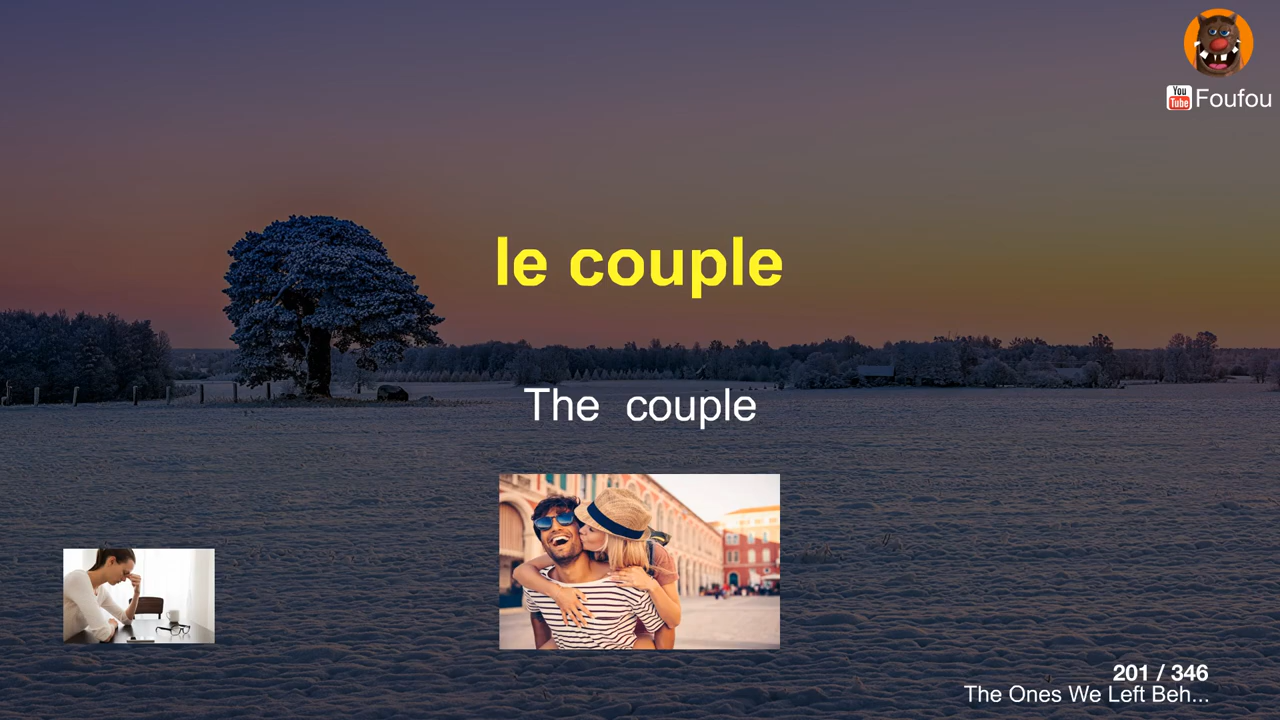 You
Tube
Foufou
le couple
The couple
201 / 346
The Ones We Left Beh...